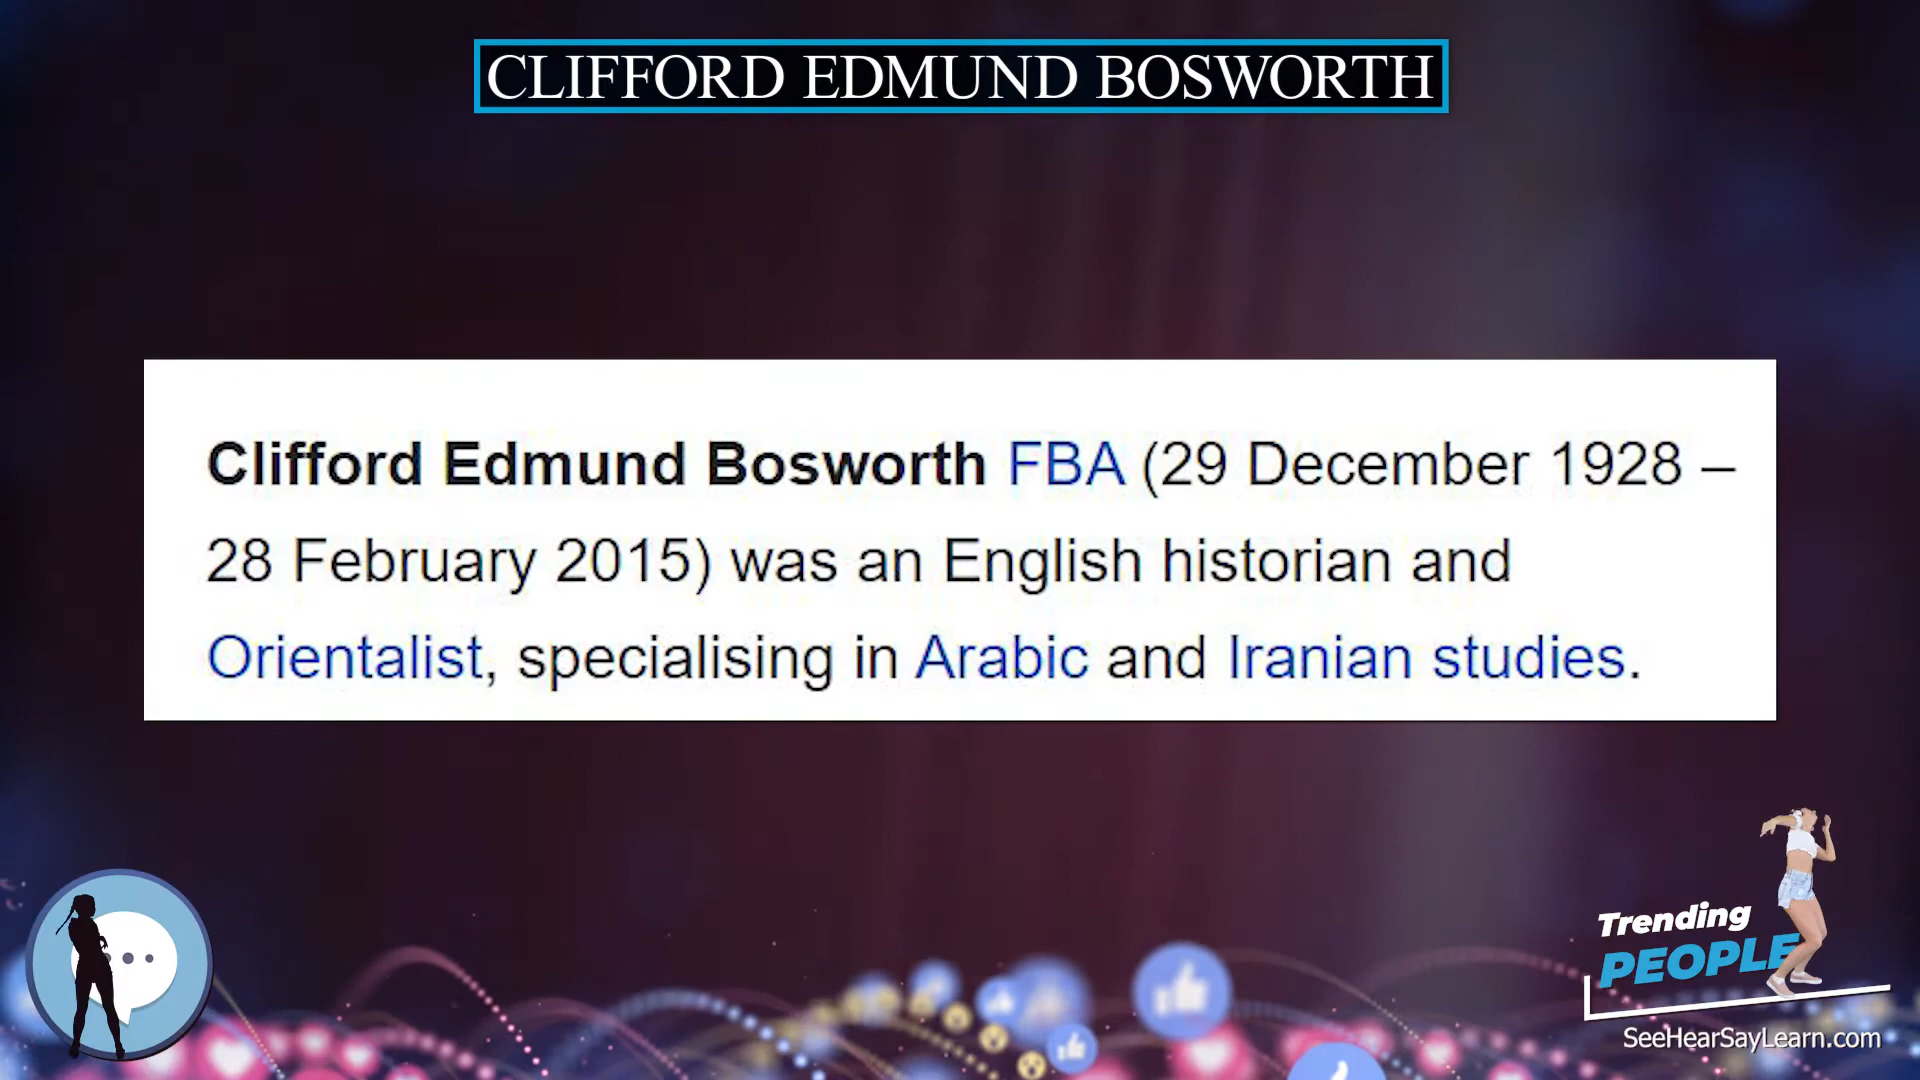 CLIFFORD EDMUND BOSWORTH
Clifford Edmund Bosworth FBA (29 December 1928 –
28 February 2015) was an English historian and
Orientalist, specialising in Arabic and Iranian studies.
Trending
PEOPLE
SeeHearSayLearn.com